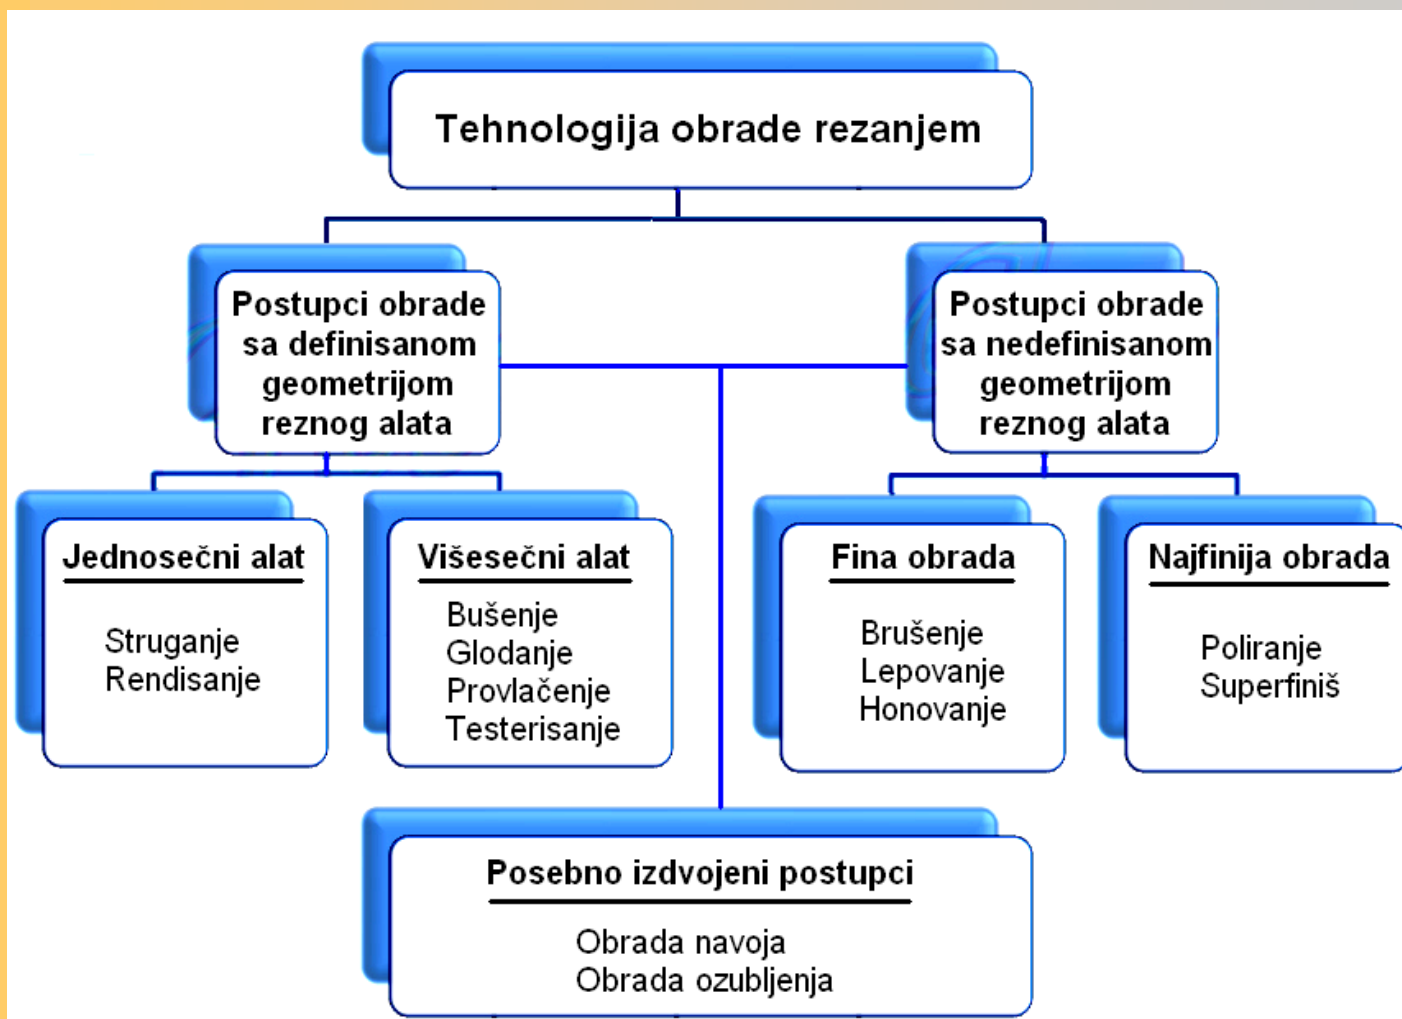 Tehnologija obrade rezanjem
Postupci obrade
sa definisanom
geometrijom
reznog alata
Postupci obrade
sa nedefinisanom
geometrijom
reznog alata
Jednosečni alat
Struganje
Rendisanje
Višesečni alat
Bušenje
Glodanje
Provlačenje
Testerisanje
Fina obrada
Brušenje
Lepovanje
Honovanje
Najfinija obrada
Poliranje
Superfiniš
Posebno izdvojeni postupci
Obrada navoja
Obrada ozubljenja